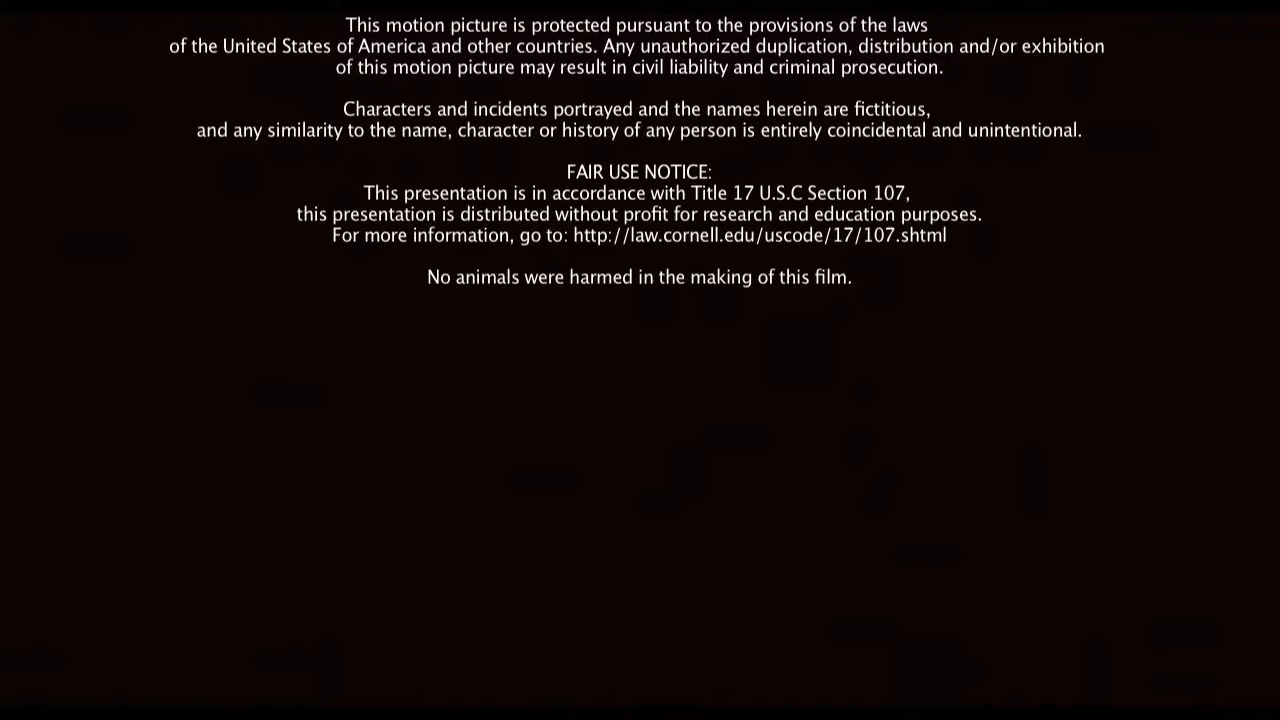 This motion picture is protected pursuant to the provisions of the laws
of the United States of America and other countries. Any unauthorized duplication, distribution and/or exhibition
of this motion picture may result in civil liability and criminal prosecution.
Characters and incidents portrayed and the names herein are fictitious,
and any similarity to the name, character or history of any person is entirely coincidental and unintentional.
FAIR USE NOTICE:
This presentation is in accordance with Title 17 U.S.C Section 107,
this presentation is distributed without profit for research and education purposes.
For more information, go to: http://law.cornell.edu/uscode/17/107.shtml
No animals were harmed in the making of this film.